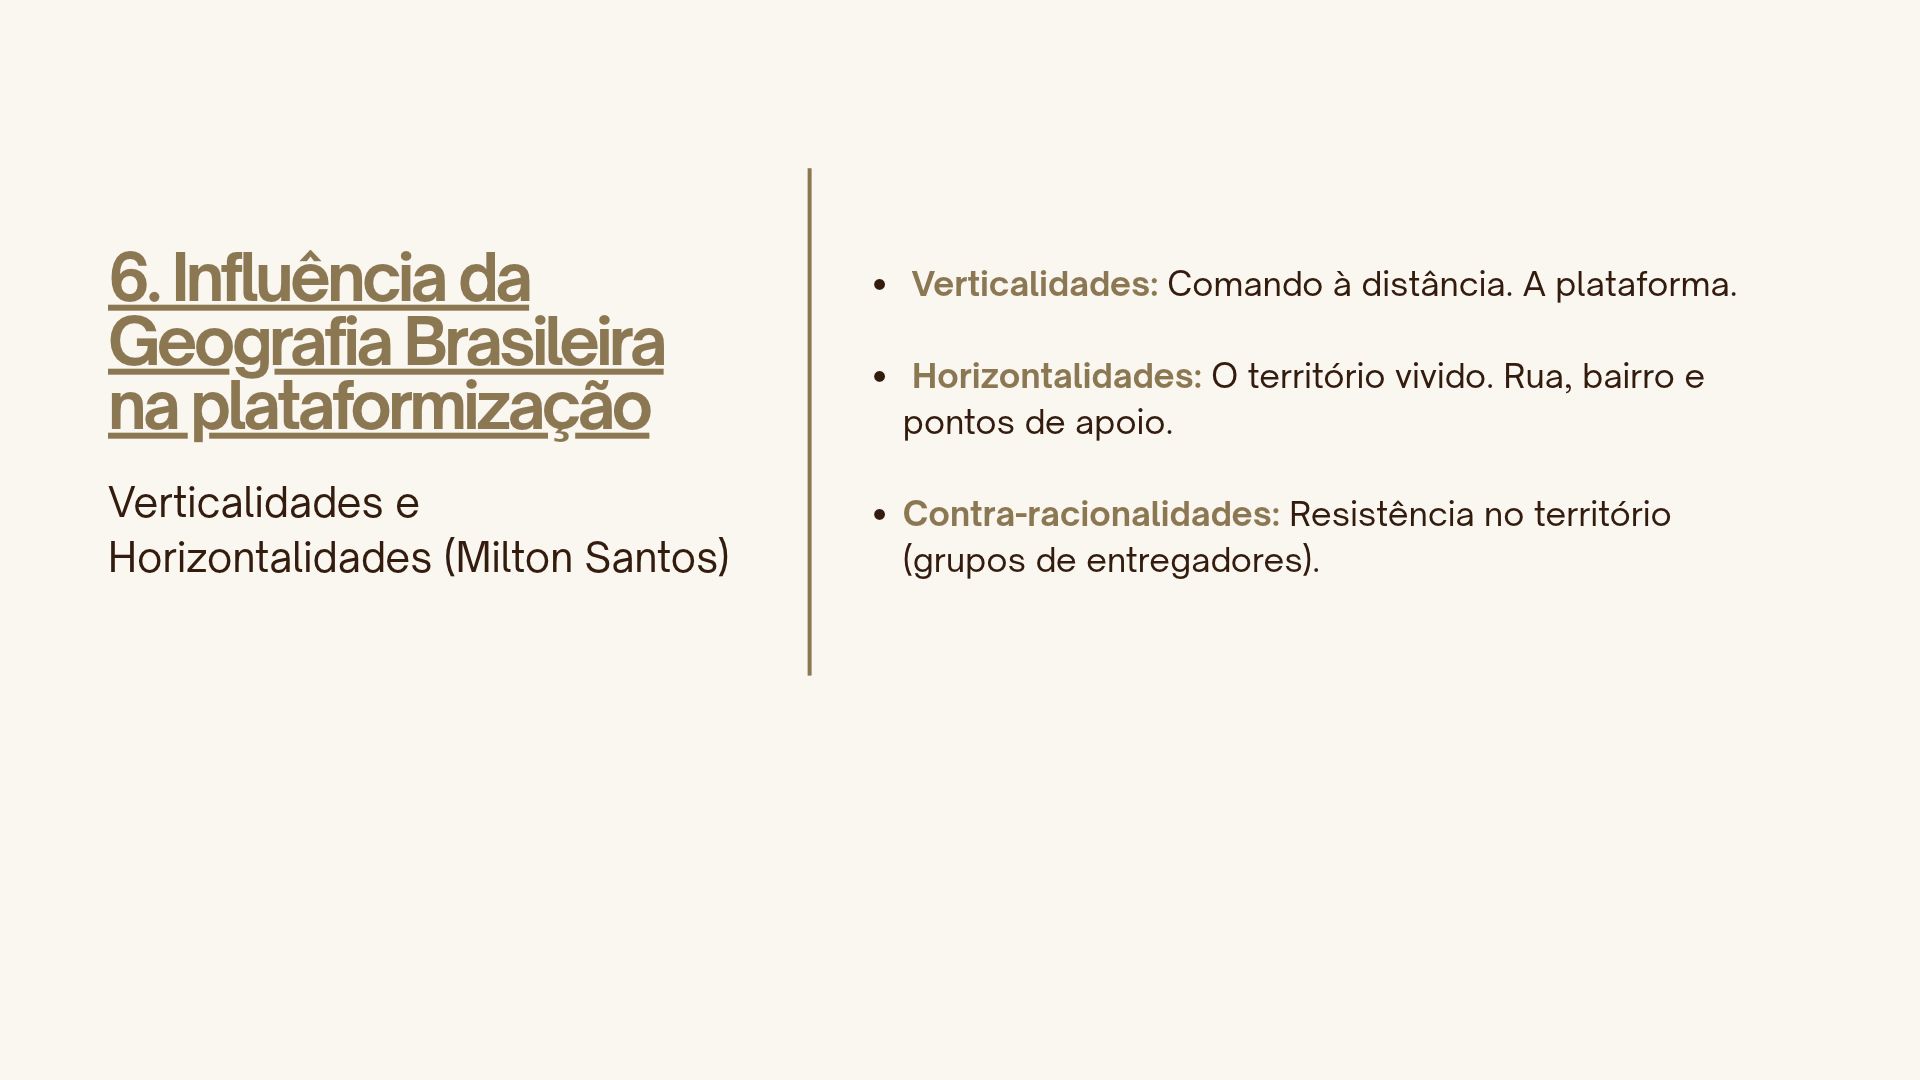 6. Influência da
Geografia Brasileira
na plataformização
Verticalidades e
Horizontalidades (Milton Santos)
• Verticalidades: Comando à distância. A plataforma.
• Horizontalidades: O território vivido. Rua, bairro e
pontos de apoio.
• Contra-racionalidades: Resistência no território
(grupos de entregadores).